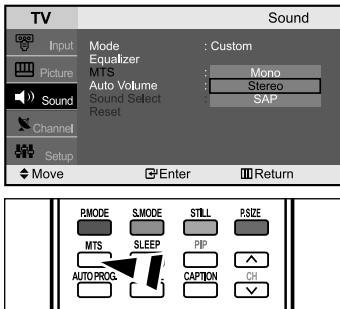 TV Sound
Input Mode : Custom
Equalizer
Picture MTS : Mono
Auto Volume : Stereo
Sound Sound Select : SAP
Reset
Channel
Setup
Move Enter Return
P.MODE S.MODE STILL P.SIZE
MTS SLEEP PIP
AUTO PROG. CAPTION CH